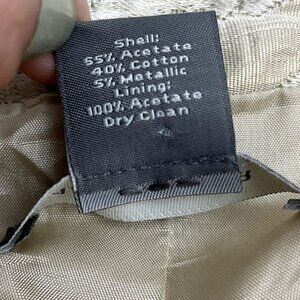 Shell:
55% Acetate
40% Cotton
5% Metallic
Lining:
100% Acetate
Dry Clean